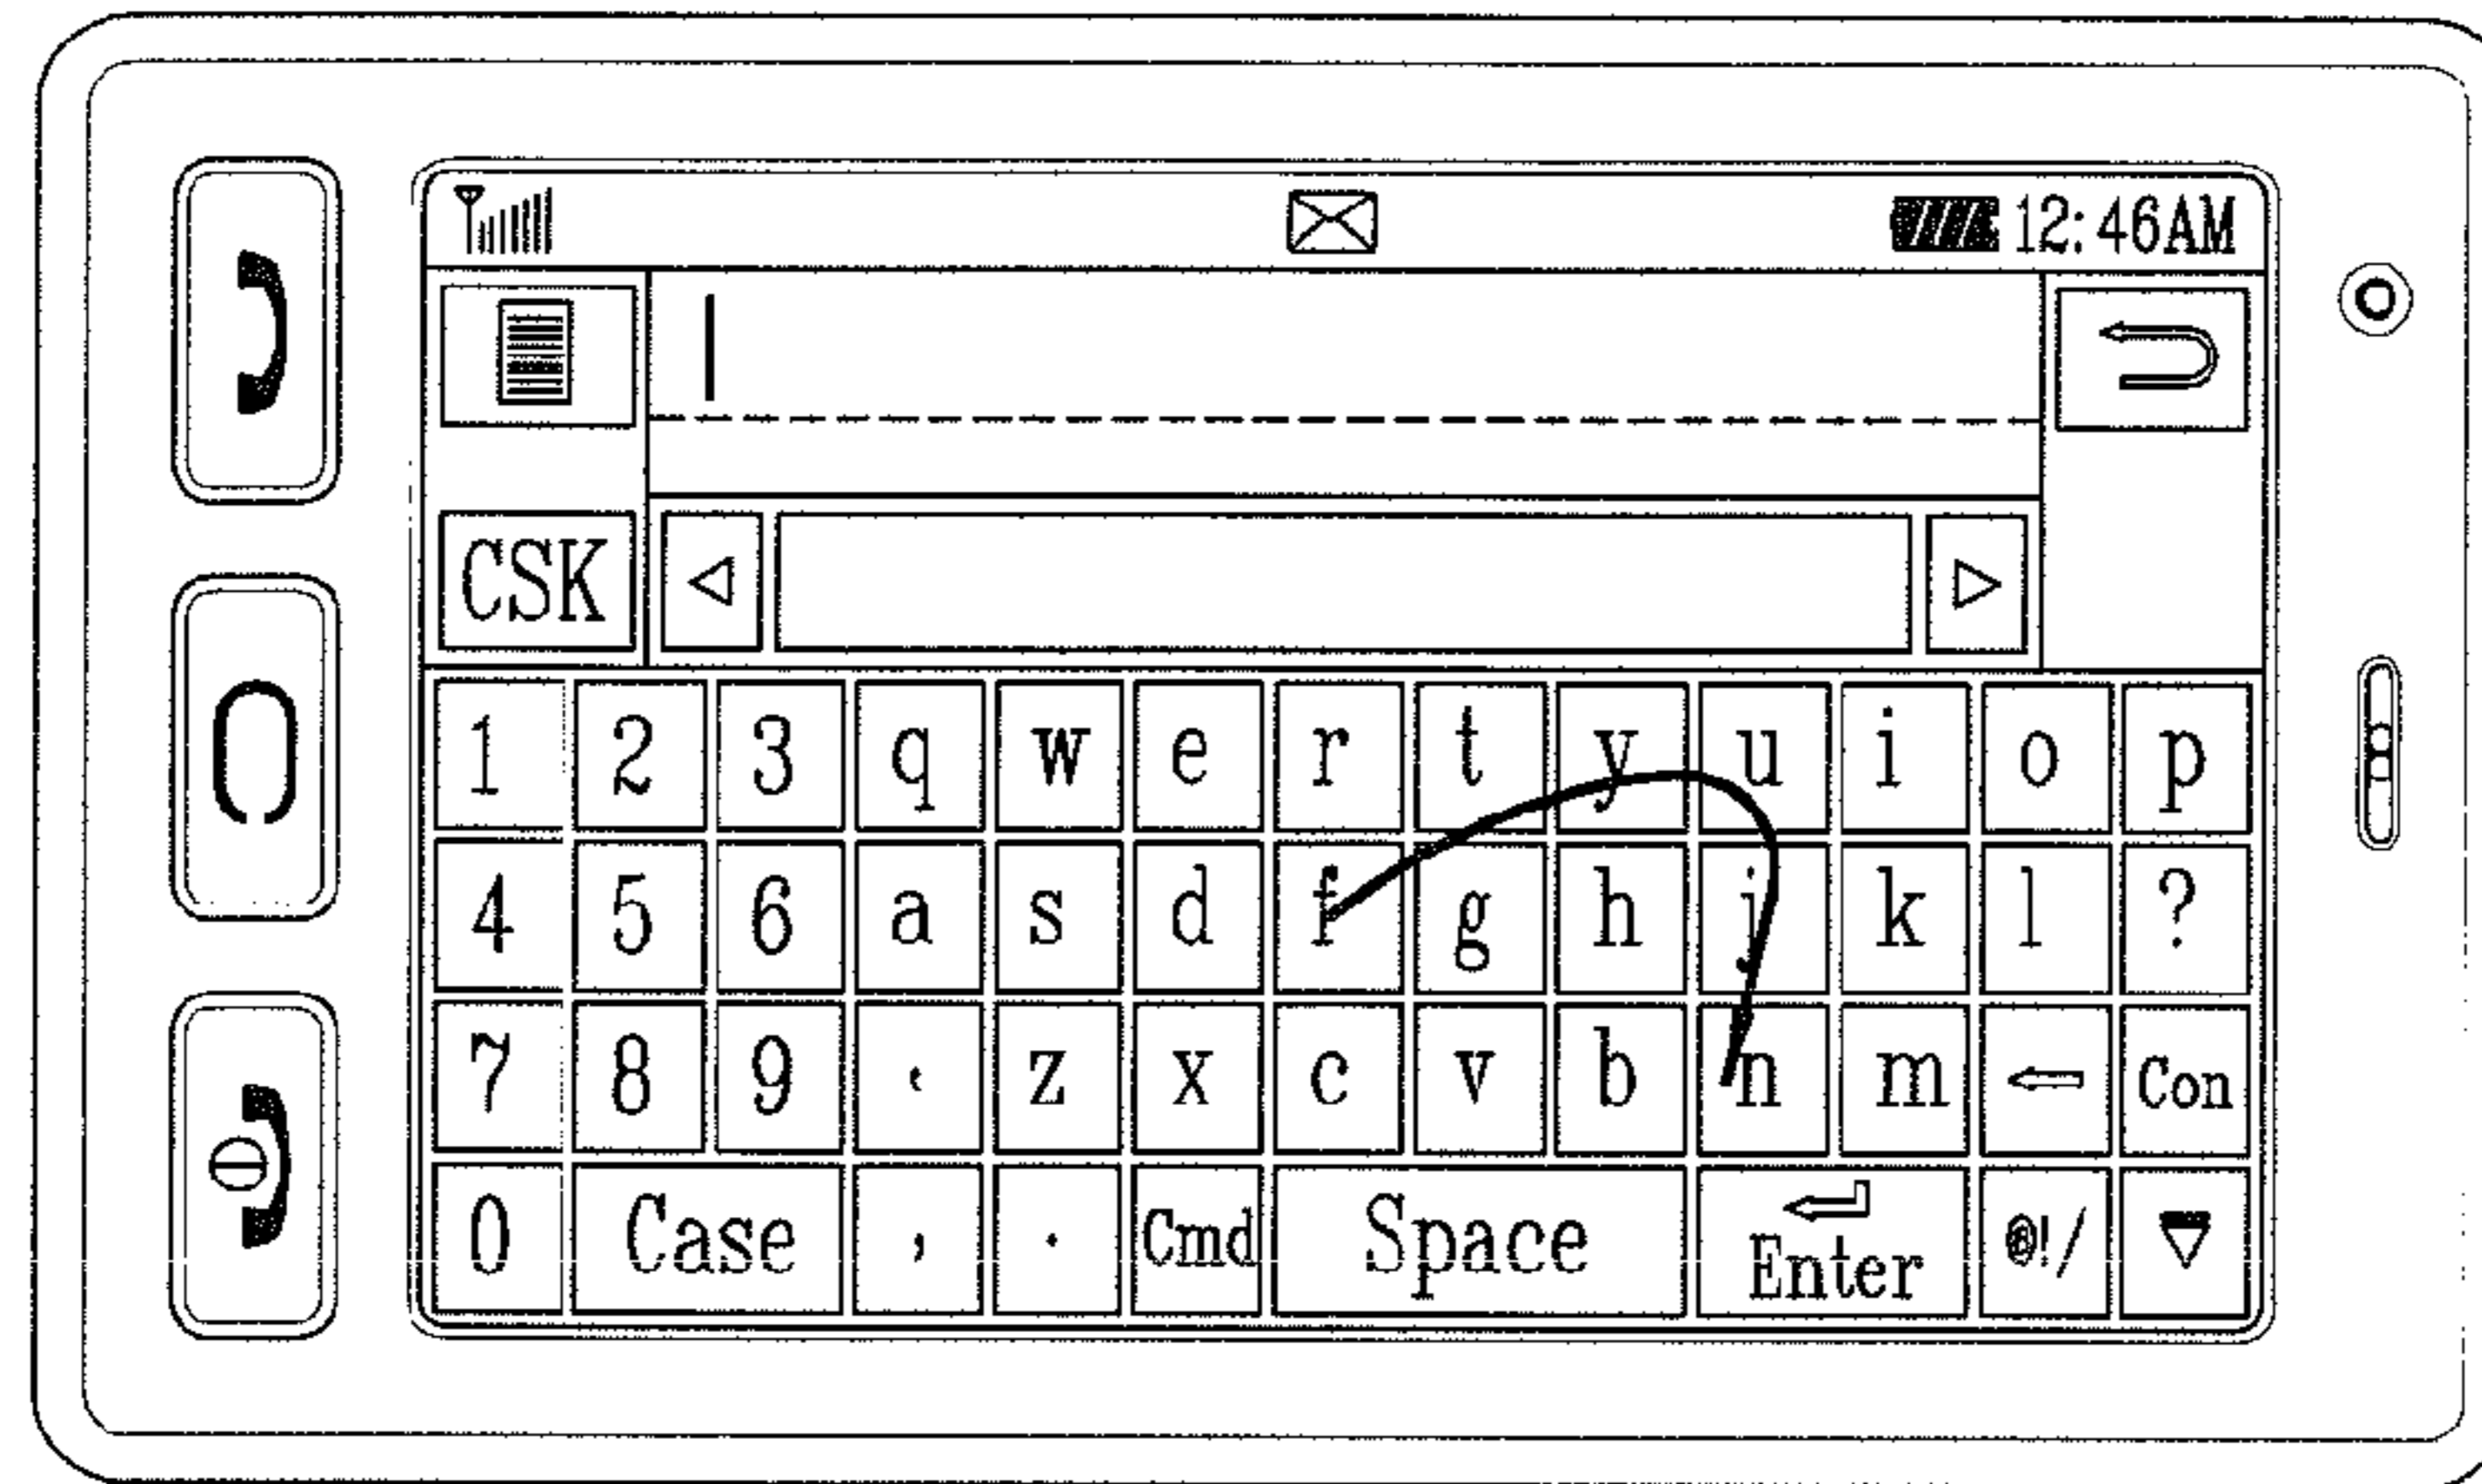 12:46AM
CSK
1 2 3 q w e r t y u i o p
4 5 6 a s d f g h j k l ?
7 8 9 ‘ z x c v b n m ← Con
0 Case , . Cmd Space Enter @!/